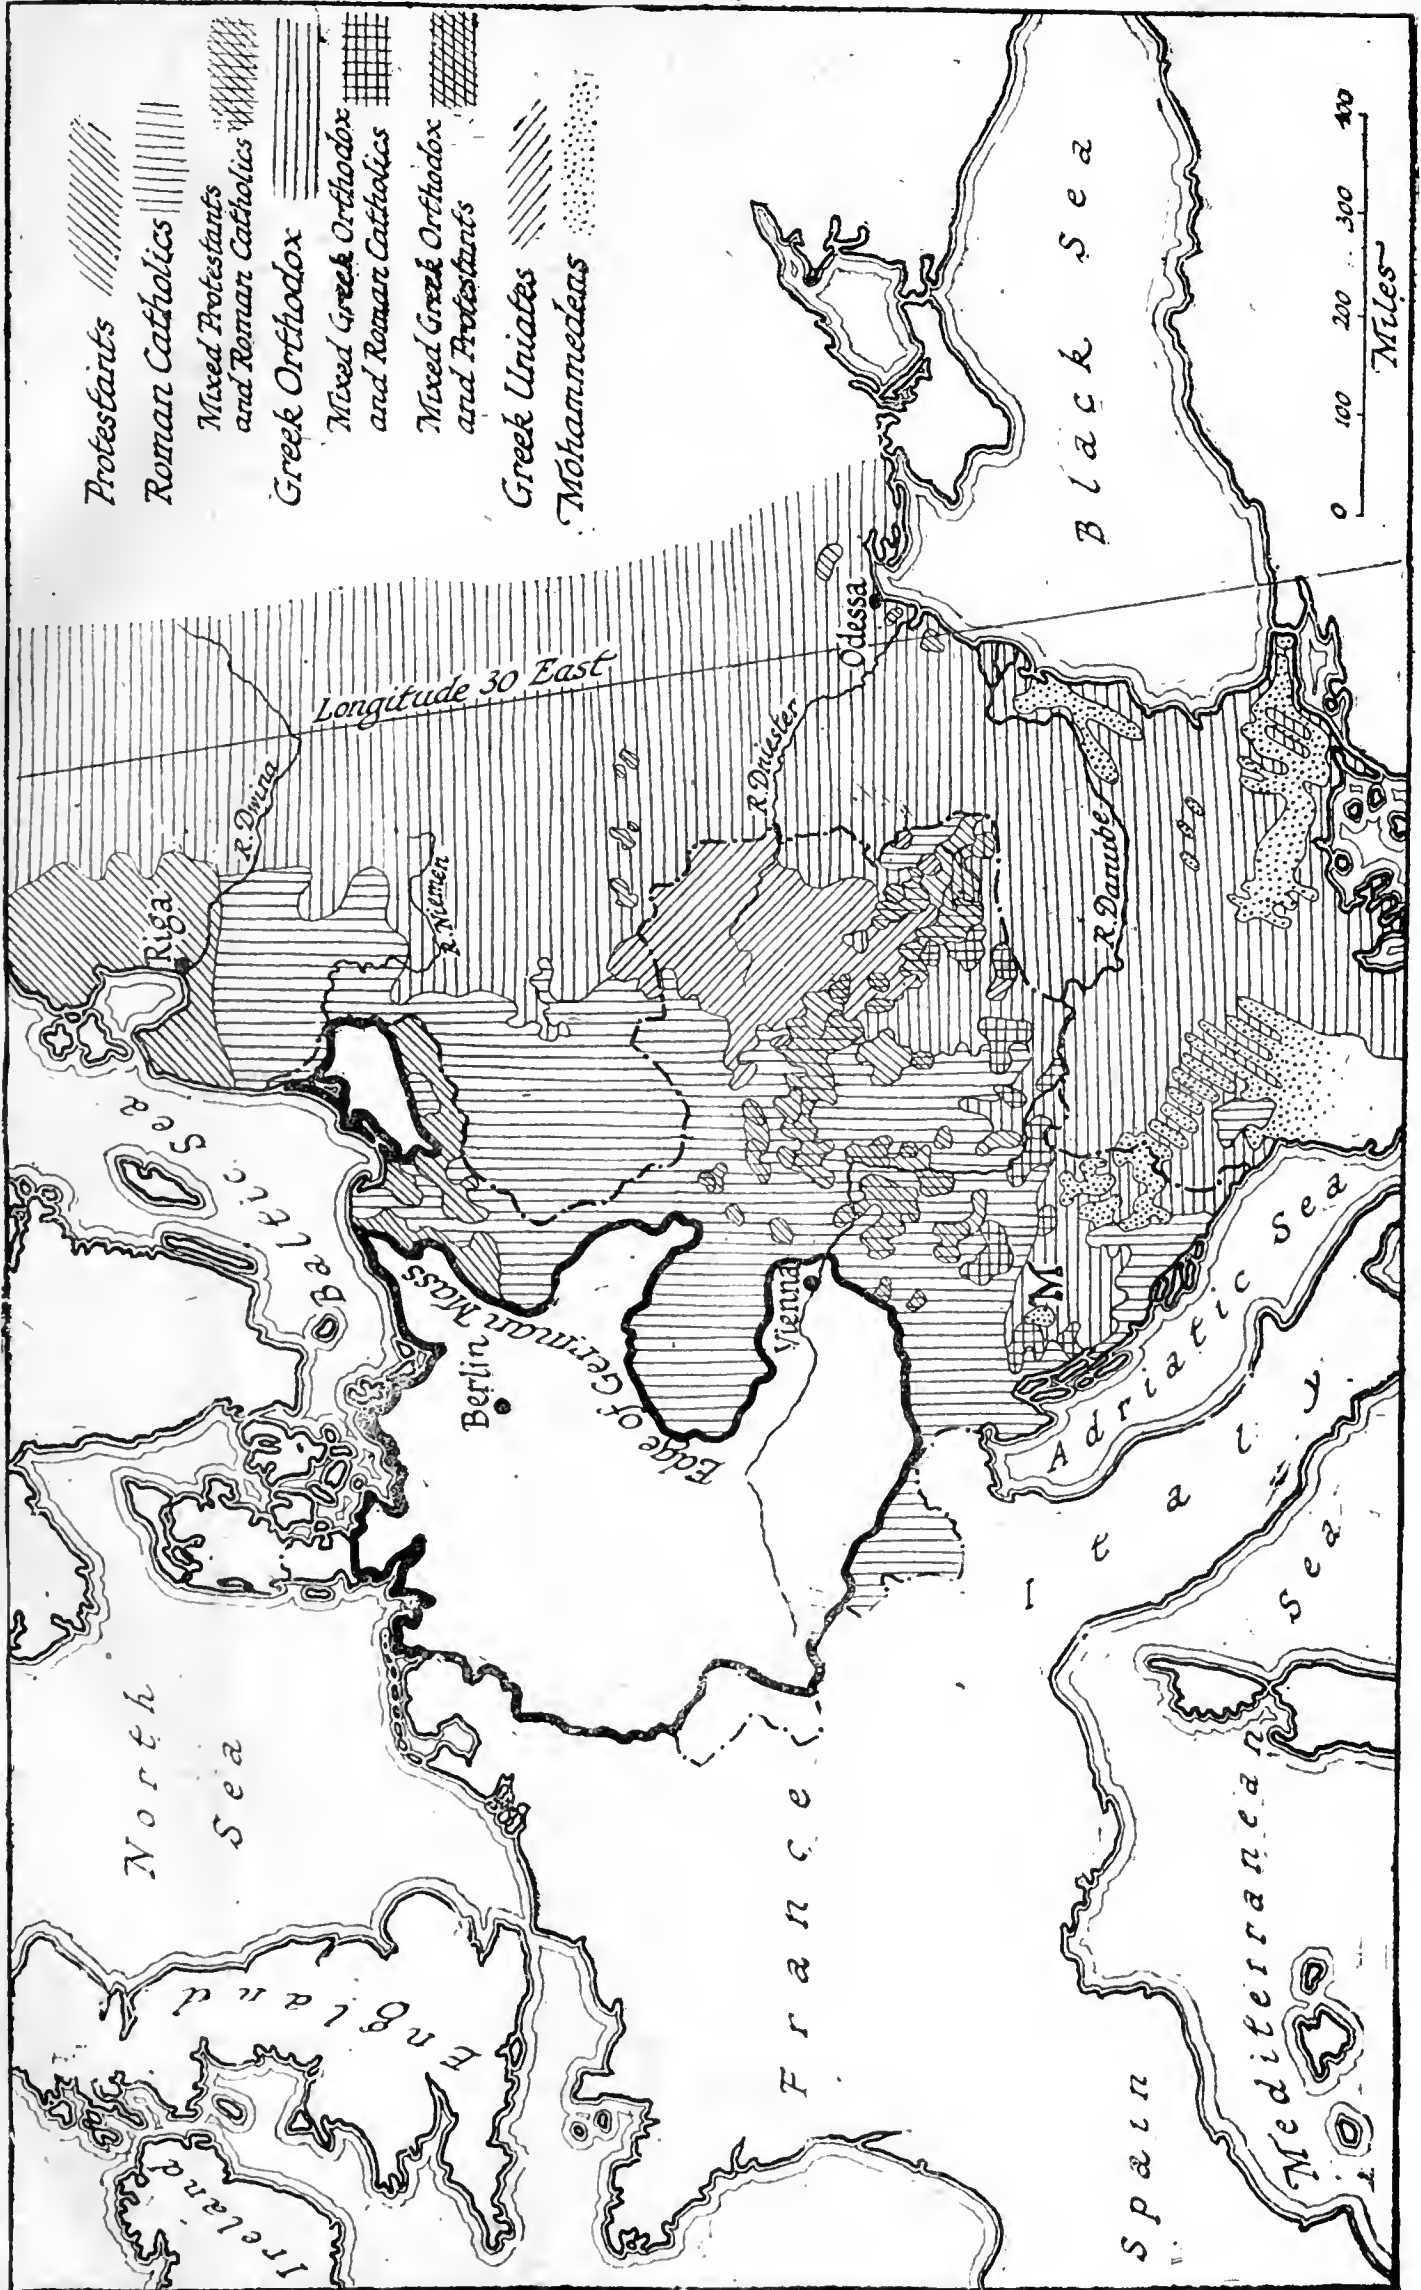 Protestants
Roman Catholics
Mixed Protestants
and Roman Catholics
Greek Orthodox
Mixed Greek Orthodox
and Roman Catholics
Mixed Greek Orthodox
and Protestants
Greek Uniates
Mohammedens
Ireland
England
North
Sea
Baltic
Sea
Riga
R. Dwina
R. Niemen
Longitude 30 East
Berlin
Edge of German Mass
Vienna
France
R. Dniester
Odessa
R. Danube
M
Black Sea
Spain
Italy
Adriatic Sea
Mediterranean
Sea
0 100 200 300 400
Miles